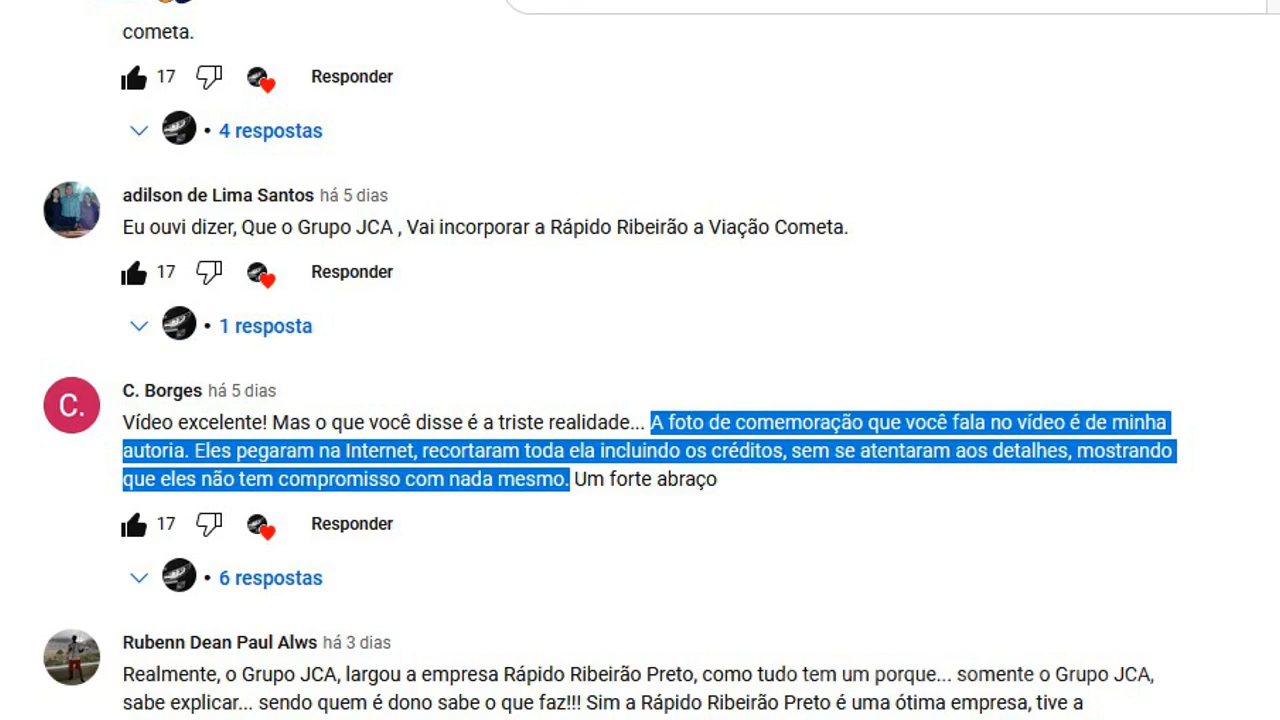 cometa.
17
Responder
• 4 respostas
adilson de Lima Santos há 5 dias
Eu ouvi dizer, Que o Grupo JCA , Vai incorporar a Rápido Ribeirão a Viação Cometa.
17
Responder
• 1 resposta
C.
C. Borges há 5 dias
Vídeo excelente! Mas o que você disse é a triste realidade... A foto de comemoração que você fala no vídeo é de minha
autoria. Eles pegaram na Internet, recortaram toda ela incluindo os créditos, sem se atentaram aos detalhes, mostrando
que eles não tem compromisso com nada mesmo. Um forte abraço
17
Responder
• 6 respostas
Rubenn Dean Paul Alws há 3 dias
Realmente, o Grupo JCA, largou a empresa Rápido Ribeirão Preto, como tudo tem um porque... somente o Grupo JCA,
sabe explicar... sendo quem é dono sabe o que faz!!! Sim a Rápido Ribeirão Preto é uma ótima empresa, tive a